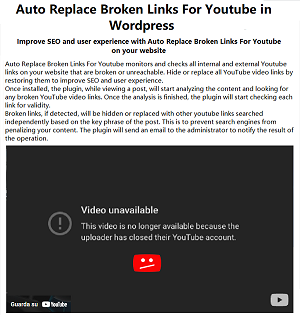 Auto Replace Broken Links For Youtube in
Wordpress
Improve SEO and user experience with Auto Replace Broken Links For Youtube
on your website
Auto Replace Broken Links For Youtube monitors and checks all internal and external Youtube
links on your website that are broken or unreachable. Hide or replace all YouTube video links by
restoring them to improve SEO and user experience.
Once installed, the plugin, while viewing a post, will start analyzing the content and looking for
any broken YouTube video links. Once the analysis is finished, the plugin will start checking each
link for validity.
Broken links, if detected, will be hidden or replaced with other youtube links searched
independently based on the key phrase of the post. This is to prevent search engines from
penalizing your content. The plugin will send an email to the administrator to notify the result of
the operation.
Video unavailable
This video is no longer available because the
uploader has closed their YouTube account.
Guarda su YouTube